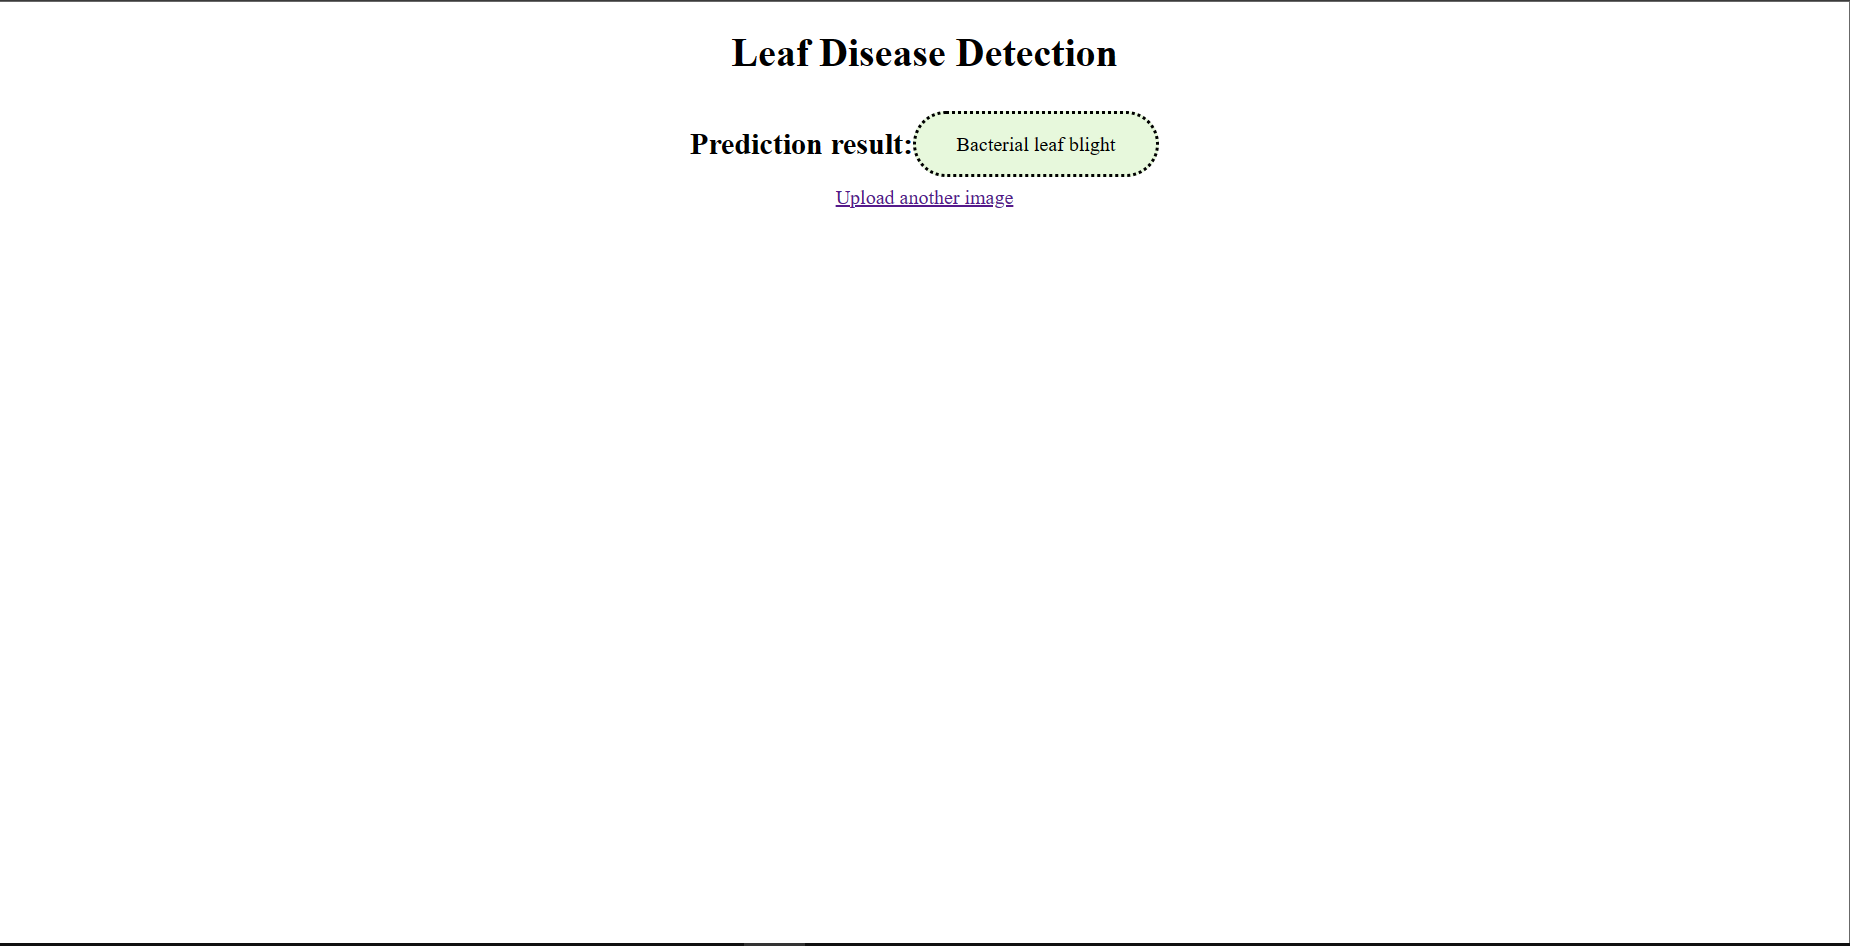 Leaf Disease Detection
Prediction result: Bacterial leaf blight
Upload another image